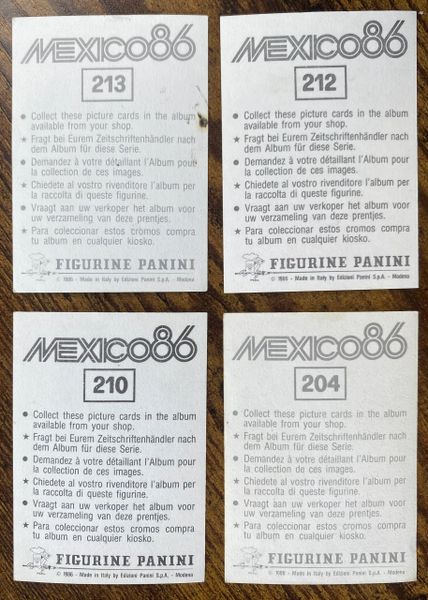 MEXICO86
213
● Collect these picture cards in the album
available from your shop.
★ Fragt bei Eurem Zeitschriftenhändler nach
dem Album für diese Serie.
● Demandez à votre détaillant l'Album pour
la collection de ces images.
★ Chiedete al vostro rivenditore l'album per
la raccolta di queste figurine.
● Vraagt aan uw verkoper het album voor
uw verzameling van deze prentjes.
★ Para coleccionar estos cromos compra
tu album en cualquier kiosko.
FIGURINE PANINI
© 1986 - Made in Italy by Edizioni Panini S.p.A. - Modena
MEXICO86
212
● Collect these picture cards in the album
available from your shop.
★ Fragt bei Eurem Zeitschriftenhändler nach
dem Album für diese Serie.
● Demandez à votre détaillant l'Album pour
la collection de ces images.
★ Chiedete al vostro rivenditore l'album per
la raccolta di queste figurine.
● Vraagt aan uw verkoper het album voor
uw verzameling van deze prentjes.
★ Para coleccionar estos cromos compra
tu album en cualquier kiosko.
FIGURINE PANINI
© 1986 - Made in Italy by Edizioni Panini S.p.A. - Modena
MEXICO86
210
● Collect these picture cards in the album
available from your shop.
★ Fragt bei Eurem Zeitschriftenhändler nach
dem Album für diese Serie.
● Demandez à votre détaillant l'Album pour
la collection de ces images.
★ Chiedete al vostro rivenditore l'album per
la raccolta di queste figurine.
● Vraagt aan uw verkoper het album voor
uw verzameling van deze prentjes.
★ Para coleccionar estos cromos compra
tu album en cualquier kiosko.
FIGURINE PANINI
© 1986 - Made in Italy by Edizioni Panini S.p.A. - Modena
MEXICO86
204
● Collect these picture cards in the album
available from your shop.
★ Fragt bei Eurem Zeitschriftenhändler nach
dem Album für diese Serie.
● Demandez à votre détaillant l'Album pour
la collection de ces images.
★ Chiedete al vostro rivenditore l'album per
la raccolta di queste figurine.
● Vraagt aan uw verkoper het album voor
uw verzameling van deze prentjes.
★ Para coleccionar estos cromos compra
tu album en cualquier kiosko.
FIGURINE PANINI
© 1986 - Made in Italy by Edizioni Panini S.p.A. - Modena